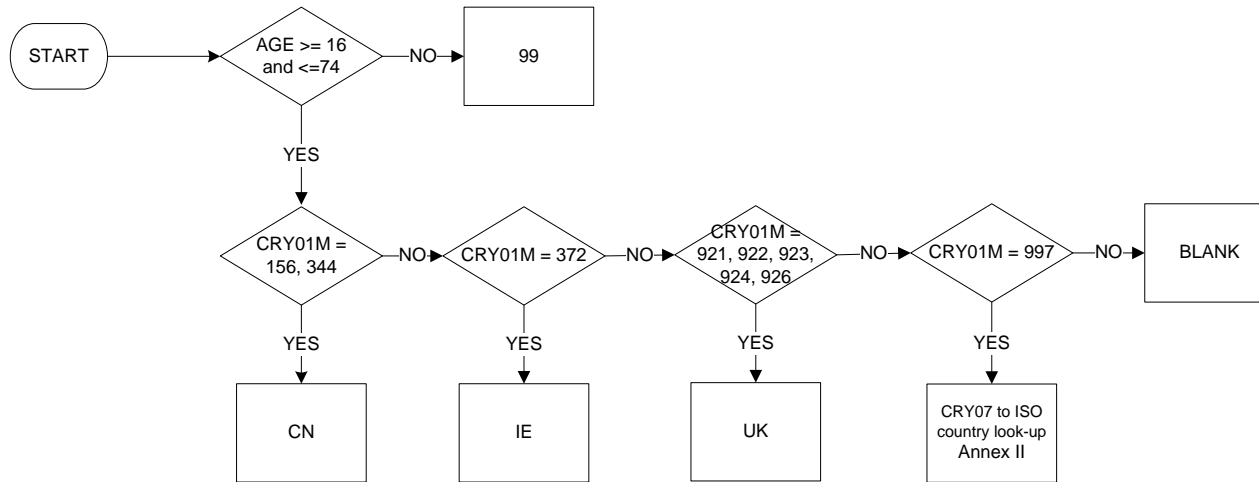 START
AGE >= 16
and <=74
NO
99
YES
CRY01M =
156, 344
NO
CRY01M = 372
NO
CRY01M =
921, 922, 923,
924, 926
NO
CRY01M = 997
NO
BLANK
YES
YES
YES
YES
CN
IE
UK
CRY07 to ISO
country look-up
Annex II